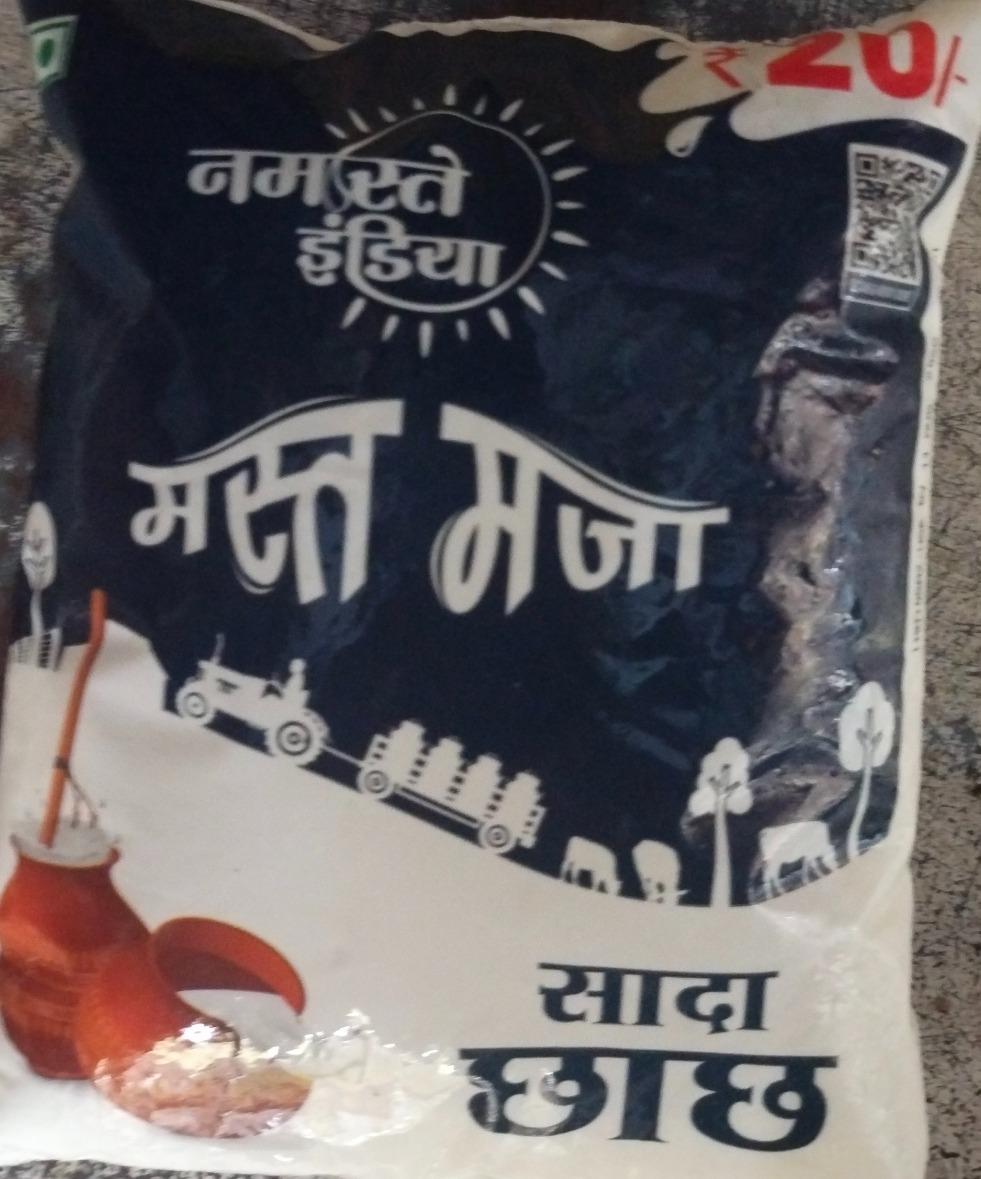 ₹ 20/-
नमस्ते
इंडिया
मस्त मजा
सादा
छाछ